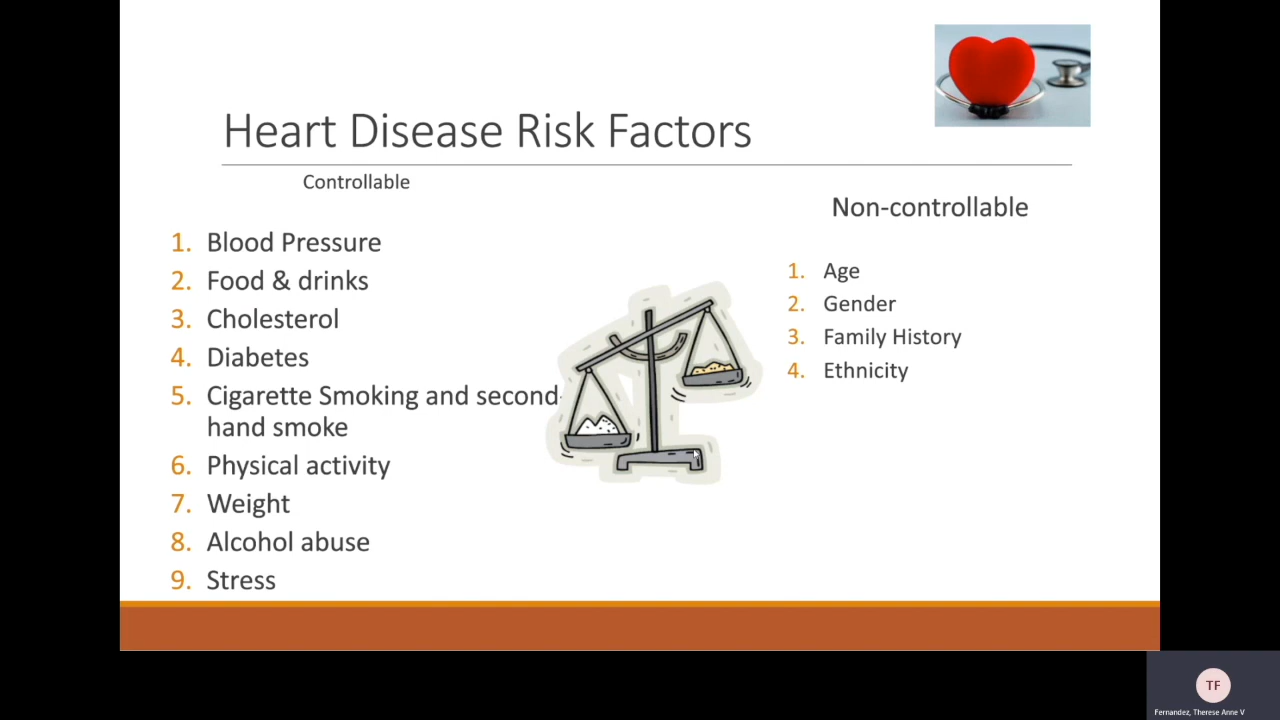 Heart Disease Risk Factors
Controllable
1. Blood Pressure
2. Food & drinks
3. Cholesterol
4. Diabetes
5. Cigarette Smoking and second-
hand smoke
6. Physical activity
7. Weight
8. Alcohol abuse
9. Stress
Non-controllable
1. Age
2. Gender
3. Family History
4. Ethnicity
TF
Fernandez, Therese Anne V